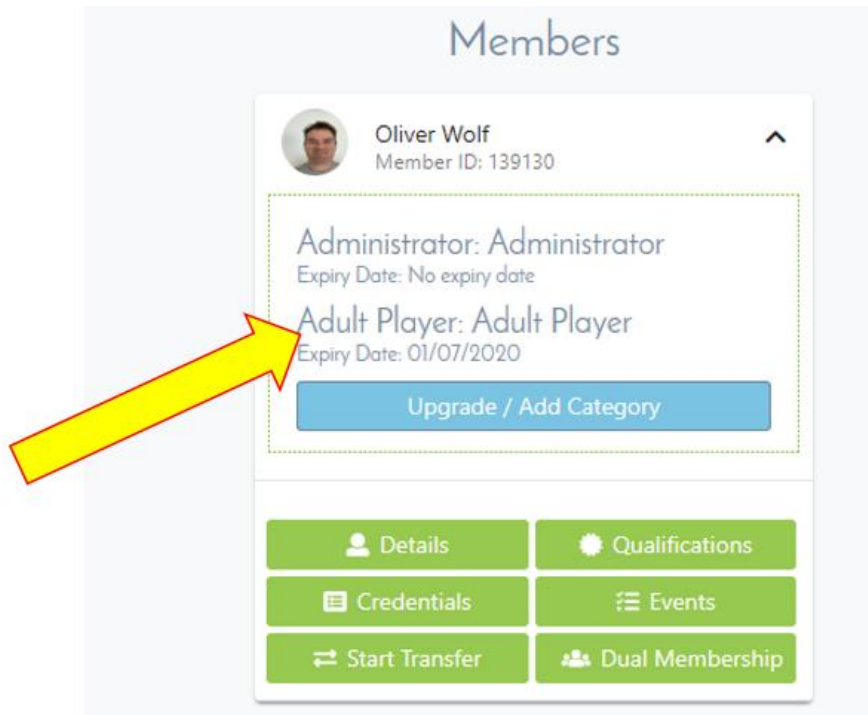 Members
Oliver Wolf
Member ID: 139130
Administrator: Administrator
Expiry Date: No expiry date
Adult Player: Adult Player
Expiry Date: 01/07/2020
Upgrade / Add Category
Details
Qualifications
Credentials
Events
Start Transfer
Dual Membership